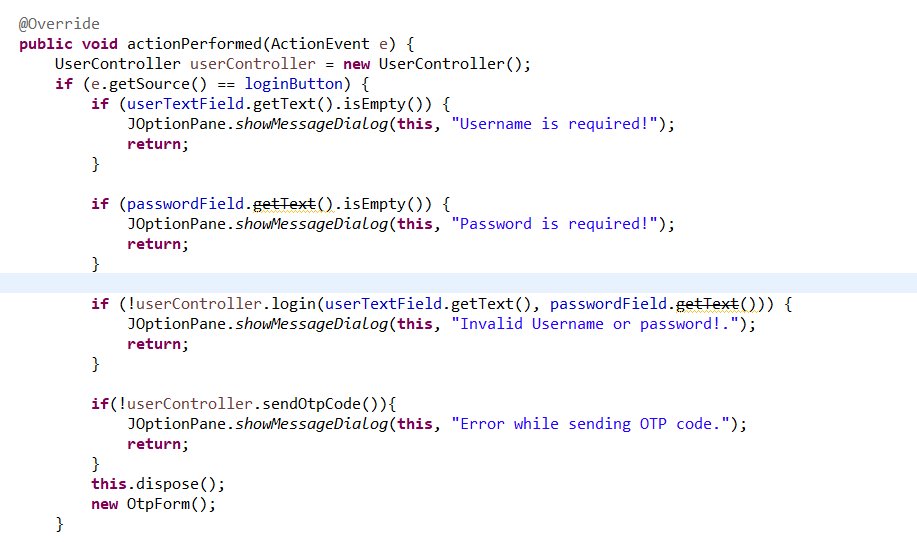 @Override
public void actionPerformed(ActionEvent e) {
    UserController userController = new UserController();
    if (e.getSource() == loginButton) {
        if (userTextField.getText().isEmpty()) {
            JOptionPane.showMessageDialog(this, "Username is required!");
            return;
        }

        if (passwordField.getText().isEmpty()) {
            JOptionPane.showMessageDialog(this, "Password is required!");
            return;
        }

        if (!userController.login(userTextField.getText(), passwordField.getText())) {
            JOptionPane.showMessageDialog(this, "Invalid Username or password!.");
            return;
        }

        if(!userController.sendOtpCode()){
            JOptionPane.showMessageDialog(this, "Error while sending OTP code.");
            return;
        }
        this.dispose();
        new OtpForm();
    }